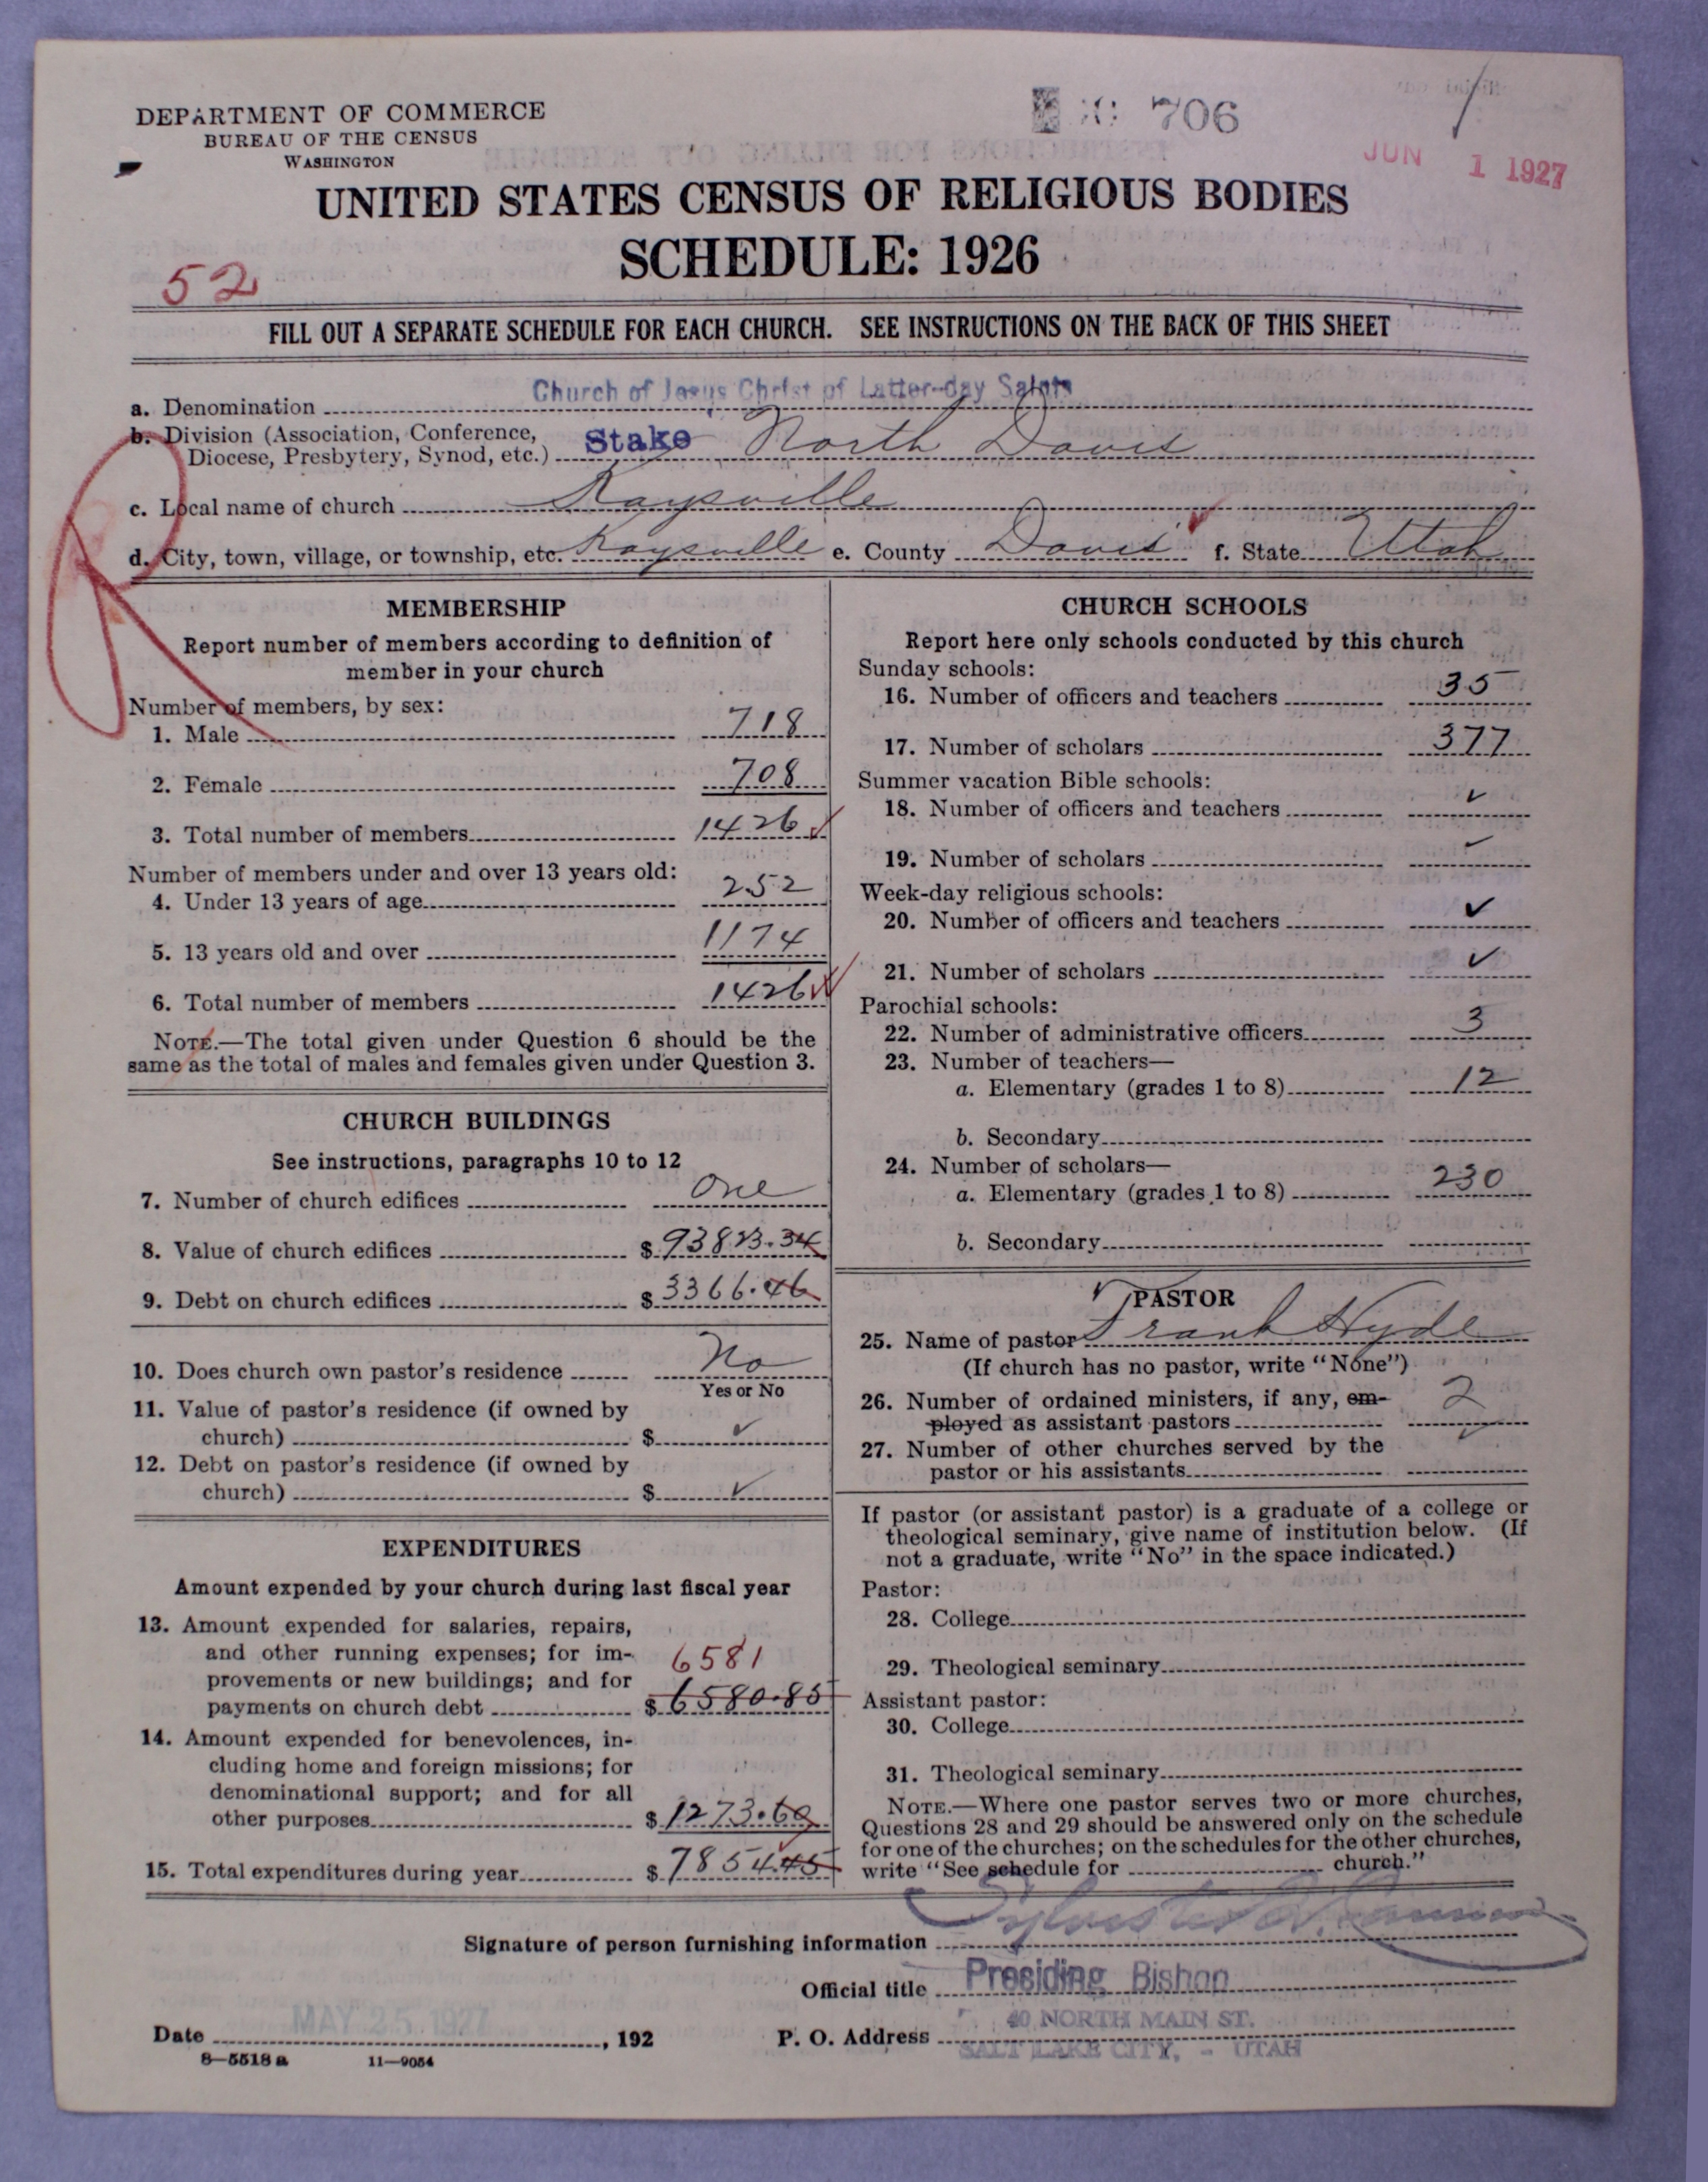 DEPARTMENT OF COMMERCE
BUREAU OF THE CENSUS
WASHINGTON
706
JUN 1 1927
UNITED STATES CENSUS OF RELIGIOUS BODIES
SCHEDULE: 1926
52
FILL OUT A SEPARATE SCHEDULE FOR EACH CHURCH. SEE INSTRUCTIONS ON THE BACK OF THIS SHEET
a. Denomination Church of Jesus Christ of Latter-day Saints
b. Division (Association, Conference,
Diocese, Presbytery, Synod, etc.) Stake North Davis
c. Local name of church Kaysville
d. City, town, village, or township, etc. Kaysville e. County Davis f. State Utah
MEMBERSHIP
Report number of members according to definition of
member in your church
Number of members, by sex:
1. Male 718
2. Female 708
3. Total number of members 1426
Number of members under and over 13 years old:
4. Under 13 years of age 252
5. 13 years old and over 1174
6. Total number of members 1426
NOTE.—The total given under Question 6 should be the
same as the total of males and females given under Question 3.
CHURCH BUILDINGS
See instructions, paragraphs 10 to 12
7. Number of church edifices One
8. Value of church edifices $ 93823.34
9. Debt on church edifices $ 3366.46
10. Does church own pastor's residence No
Yes or No
11. Value of pastor's residence (if owned by
church) $ ✓
12. Debt on pastor's residence (if owned by
church) $ ✓
EXPENDITURES
Amount expended by your church during last fiscal year
13. Amount expended for salaries, repairs,
and other running expenses; for im-
provements or new buildings; and for 6581
payments on church debt $ 6580.85
14. Amount expended for benevolences, in-
cluding home and foreign missions; for
denominational support; and for all
other purposes $ 1273.60
15. Total expenditures during year $ 7854.45
CHURCH SCHOOLS
Report here only schools conducted by this church
Sunday schools:
16. Number of officers and teachers 35
17. Number of scholars 377
Summer vacation Bible schools:
18. Number of officers and teachers ✓
19. Number of scholars ✓
Week-day religious schools:
20. Number of officers and teachers ✓
21. Number of scholars ✓
Parochial schools:
22. Number of administrative officers 3
23. Number of teachers—
a. Elementary (grades 1 to 8) 12
b. Secondary
24. Number of scholars—
a. Elementary (grades 1 to 8) 230
b. Secondary
PASTOR
25. Name of pastor Frank Hyde
(If church has no pastor, write "None")
26. Number of ordained ministers, if any, em-
ployed as assistant pastors 2
27. Number of other churches served by the
pastor or his assistants ✓
If pastor (or assistant pastor) is a graduate of a college or
theological seminary, give name of institution below. (If
not a graduate, write "No" in the space indicated.)
Pastor:
28. College
29. Theological seminary
Assistant pastor:
30. College
31. Theological seminary
NOTE.—Where one pastor serves two or more churches,
Questions 28 and 29 should be answered only on the schedule
for one of the churches; on the schedules for the other churches,
write "See schedule for church."
Signature of person furnishing information Sylvester Q. Cannon
Official title Presiding Bishop
Date MAY 25 1927, 192 P. O. Address 40 NORTH MAIN ST.
SALT LAKE CITY, - UTAH
8—5518 a 11—9054